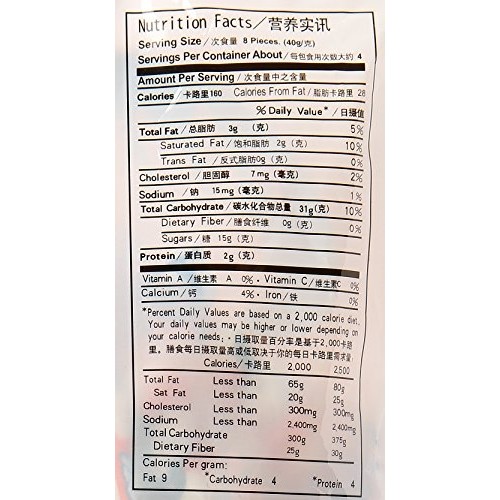 Nutrition Facts/营养实讯
Serving Size/次食量 8 Pieces. (40g/克)
Servings Per Container About/每包食用次数大约 4
Amount Per Serving/次食量中之含量
Calories/卡路里160 Calories From Fat/脂肪卡路里 28
% Daily Value*/日摄值
Total Fat/总脂肪 3g (克) 5%
Saturated Fat/饱和脂肪 2g (克) 10%
Trans Fat /反式脂肪0g (克) 0%
Cholesterol /胆固醇 7mg (毫克) 2%
Sodium /钠 15mg (毫克) 1%
Total Carbohydrate/碳水化合物总量 31g(克) 10%
Dietary Fiber/膳食纤维 0g (克) 0%
Sugars/糖 15g (克)
Protein/蛋白质 2g (克)
Vitamin A /维生素 A 0% · Vitamin C/维生素C 0%
Calcium/钙 4% · Iron/铁 0%
*Percent Daily Values are based on a 2,000 calorie diet.
Your daily values may be higher or lower depending on
your calorie needs: · 日摄取量百分率是基于2,000卡路
里, 膳食每日摄取量高或低取决于你的每日卡路里需求量:
Calories/卡路里 2,000 2,500
Total Fat Less than 65g 80g
Sat Fat Less than 20g 25g
Cholesterol Less than 300mg 300mg
Sodium Less than 2,400mg 2,400mg
Total Carbohydrate 300g 375g
Dietary Fiber 25g 30g
Calories Per gram:
Fat 9 *Carbohydrate 4 *Protein 4